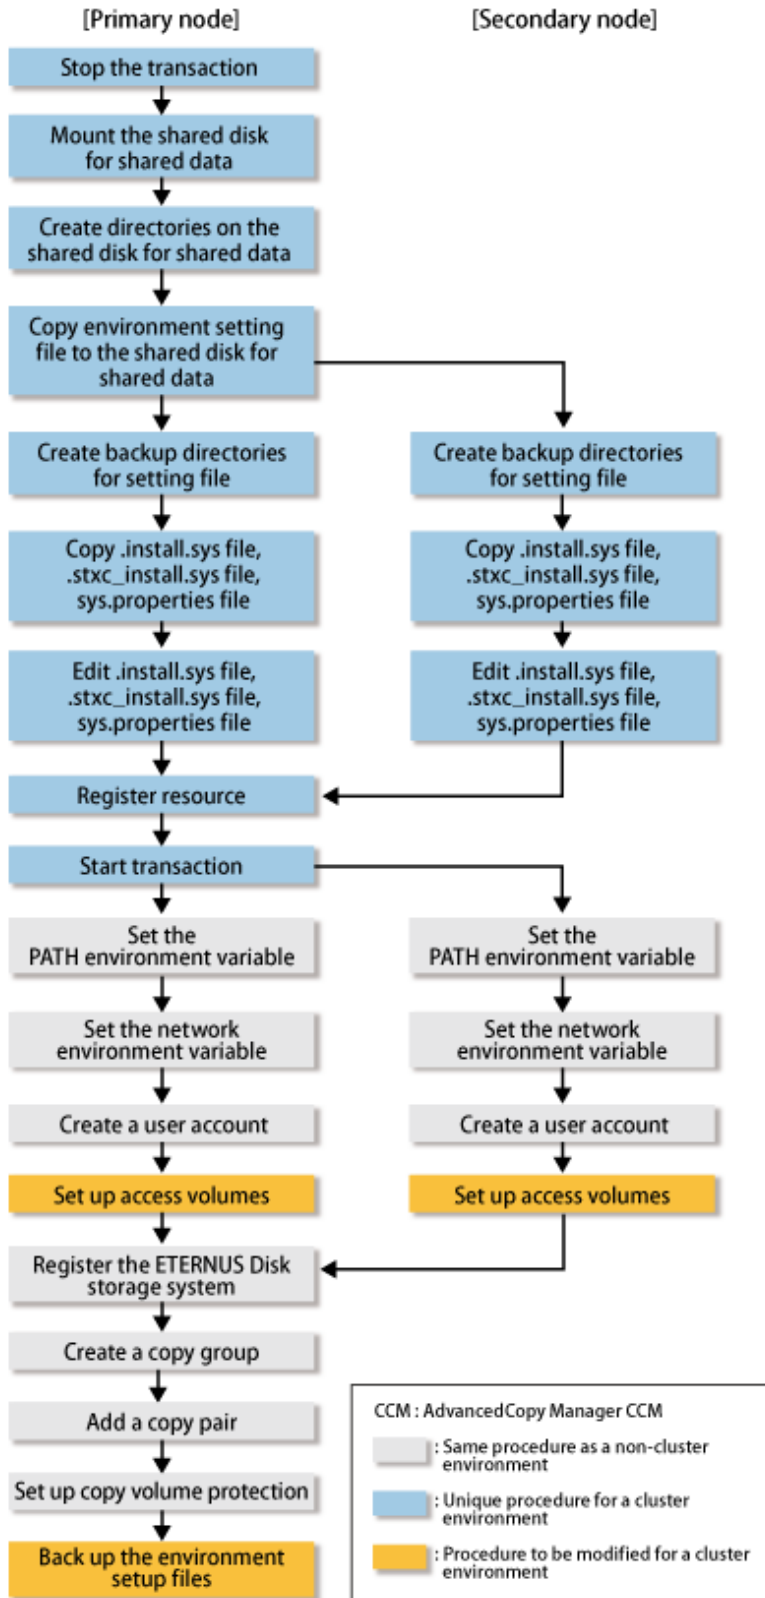 [Primary node]
[Secondary node]
Stop the transaction
Mount the shared disk
for shared data
Create directories on the
shared disk for shared data
Copy environment setting
file to the shared disk for
shared data
Create backup directories
for setting file
Create backup directories
for setting file
Copy .install.sys file,
.stxc_install.sys file,
sys.properties file
Copy .install.sys file,
.stxc_install.sys file,
sys.properties file
Edit .install.sys file,
.stxc_install.sys file,
sys.properties file
Edit .install.sys file,
.stxc_install.sys file,
sys.properties file
Register resource
Start transaction
Set the
PATH environment variable
Set the
PATH environment variable
Set the network
environment variable
Set the network
environment variable
Create a user account
Create a user account
Set up access volumes
Set up access volumes
Register the ETERNUS Disk
storage system
Create a copy group
Add a copy pair
Set up copy volume protection
Back up the environment
setup files
CCM : AdvancedCopy Manager CCM
: Same procedure as a non-cluster
environment
: Unique procedure for a cluster
environment
: Procedure to be modified for a cluster
environment